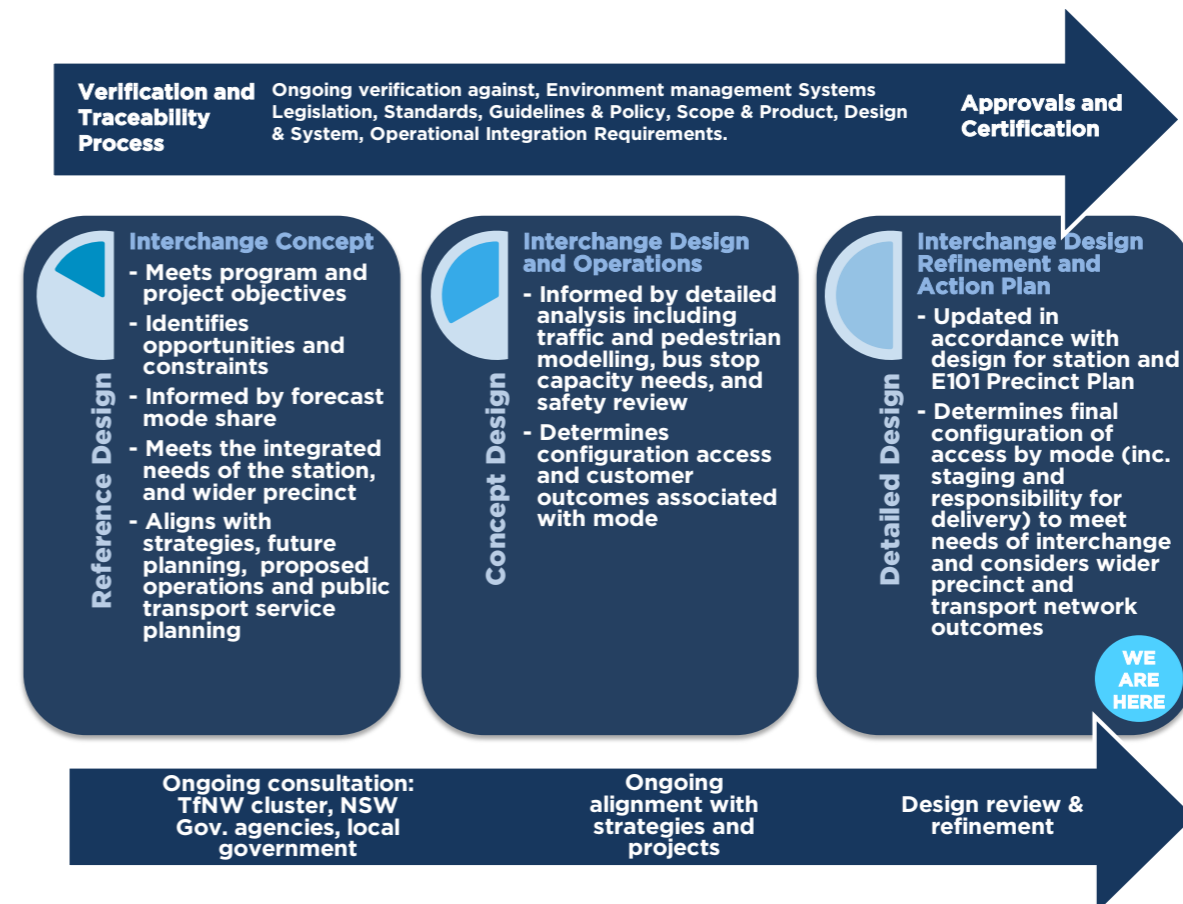 Verification and
Traceability
Process
Ongoing verification against, Environment management Systems
Legislation, Standards, Guidelines & Policy, Scope & Product, Design
& System, Operational Integration Requirements.
Approvals and
Certification
Reference Design
Interchange Concept
- Meets program and
project objectives
- Identifies
opportunities and
constraints
- Informed by forecast
mode share
- Meets the integrated
needs of the station,
and wider precinct
- Aligns with
strategies, future
planning, proposed
operations and public
transport service
planning
Concept Design
Interchange Design
and Operations
- Informed by detailed
analysis including
traffic and pedestrian
modelling, bus stop
capacity needs, and
safety review
- Determines
configuration access
and customer
outcomes associated
with mode
Detailed Design
Interchange Design
Refinement and
Action Plan
- Updated in
accordance with
design for station and
E101 Precinct Plan
- Determines final
configuration of
access by mode (inc.
staging and
responsibility for
delivery) to meet
needs of interchange
and considers wider
precinct and
transport network
outcomes
WE
ARE
HERE
Ongoing consultation:
TfNW cluster, NSW
Gov. agencies, local
government
Ongoing
alignment with
strategies and
projects
Design review &
refinement